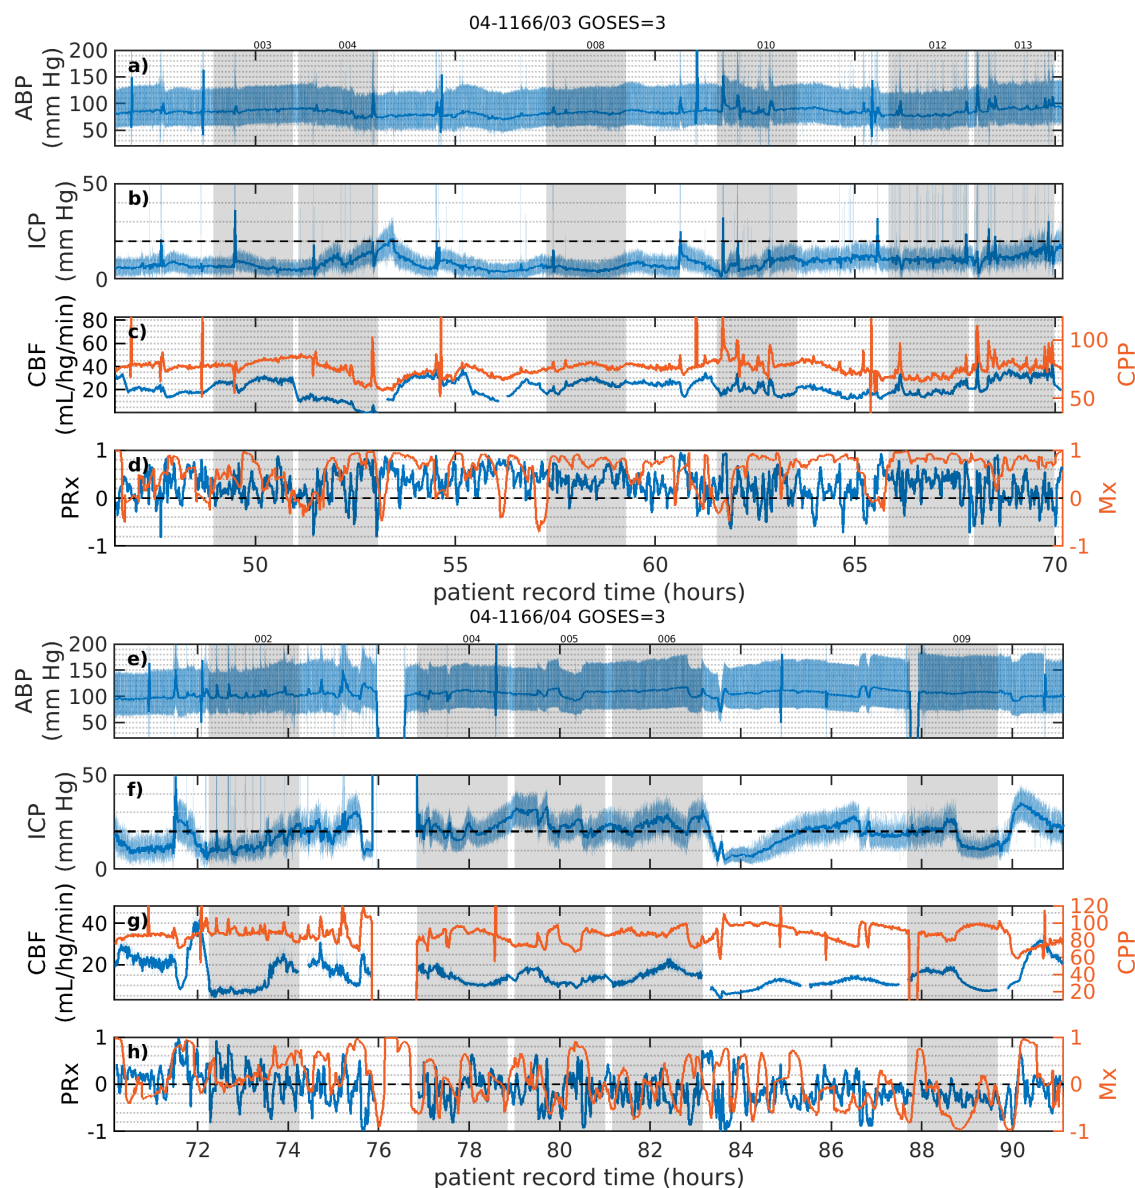 04-1166/03 GOSES=3
003 004 008 010 012 013
a)
ABP
(mm Hg)
200
150
100
50
b)
ICP
(mm Hg)
50
0
c)
CBF
(mL/hg/min)
80
60
40
20
100
50
CPP
d)
PRx
1
0
-1
1
0
-1
Mx
50 55 60 65 70
patient record time (hours)
04-1166/04 GOSES=3
002 004 005 006 009
e)
ABP
(mm Hg)
200
150
100
50
f)
ICP
(mm Hg)
50
20
0
g)
CBF
(mL/hg/min)
40
20
120
100
80
60
40
20
CPP
h)
PRx
1
0
-1
1
0
-1
Mx
72 74 76 78 80 82 84 86 88 90
patient record time (hours)